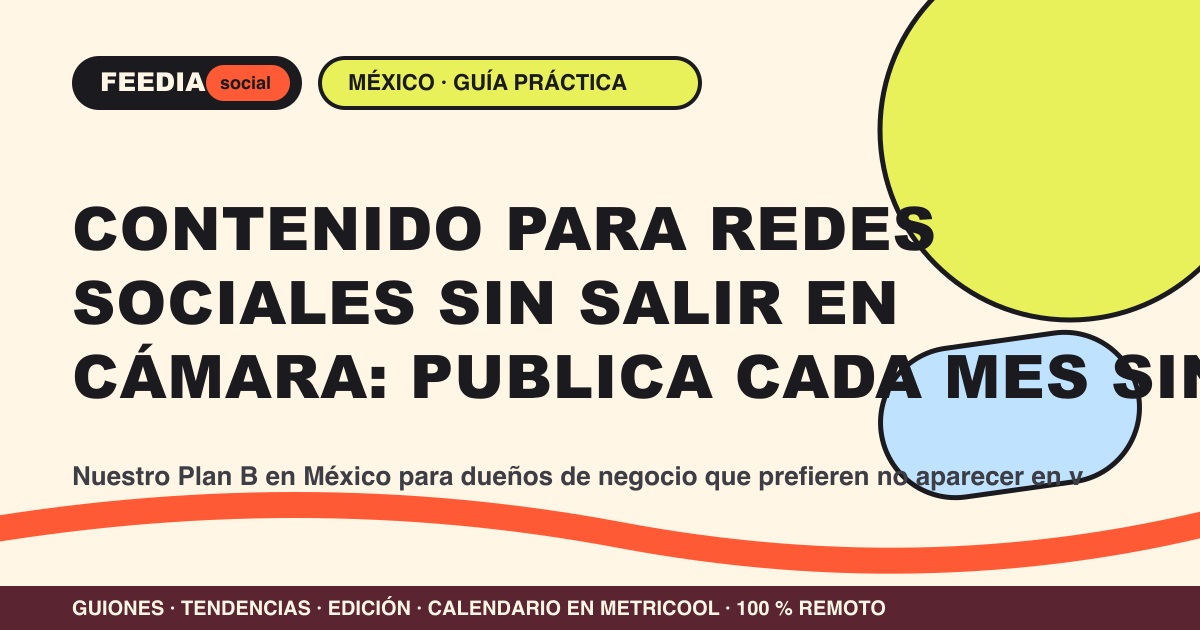 FEEDIA social
MÉXICO · GUÍA PRÁCTICA
CONTENIDO PARA REDES
SOCIALES SIN SALIR EN
CÁMARA: PUBLICA CADA MES SIN
Nuestro Plan B en México para dueños de negocio que prefieren no aparecer en v
GUIONES · TENDENCIAS · EDICIÓN · CALENDARIO EN METRICOOL · 100 % REMOTO